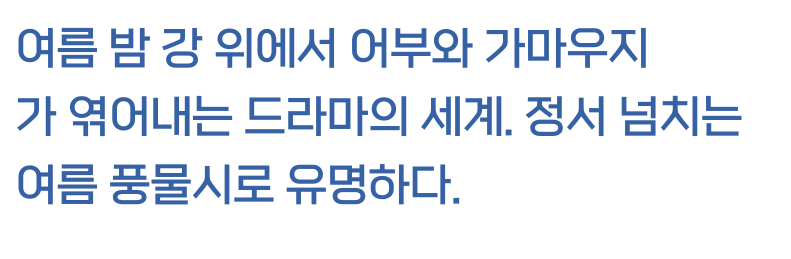 여름 밤 강 위에서 어부와 가마우지
가 엮어내는 드라마의 세계. 정서 넘치는
여름 풍물시로 유명하다.